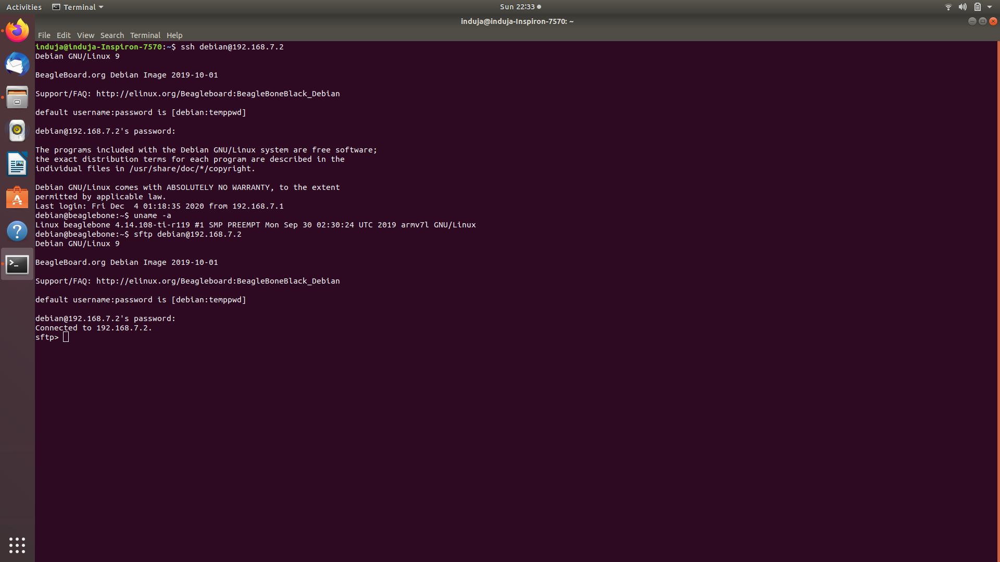 Activities Terminal Sun 22:33
induja@induja-Inspiron-7570: ~
File Edit View Search Terminal Help
induja@induja-Inspiron-7570:~$ ssh debian@192.168.7.2
Debian GNU/Linux 9
BeagleBoard.org Debian Image 2019-10-01
Support/FAQ: http://elinux.org/Beagleboard:BeagleBoneBlack_Debian
default username:password is [debian:temppwd]
debian@192.168.7.2's password:
The programs included with the Debian GNU/Linux system are free software;
the exact distribution terms for each program are described in the
individual files in /usr/share/doc/*/copyright.
Debian GNU/Linux comes with ABSOLUTELY NO WARRANTY, to the extent
permitted by applicable law.
Last login: Fri Dec  4 01:18:35 2020 from 192.168.7.1
debian@beaglebone:~$ uname -a
Linux beaglebone 4.14.108-ti-r119 #1 SMP PREEMPT Mon Sep 30 02:30:24 UTC 2019 armv7l GNU/Linux
debian@beaglebone:~$ sftp debian@192.168.7.2
Debian GNU/Linux 9
BeagleBoard.org Debian Image 2019-10-01
Support/FAQ: http://elinux.org/Beagleboard:BeagleBoneBlack_Debian
default username:password is [debian:temppwd]
debian@192.168.7.2's password:
Connected to 192.168.7.2.
sftp>